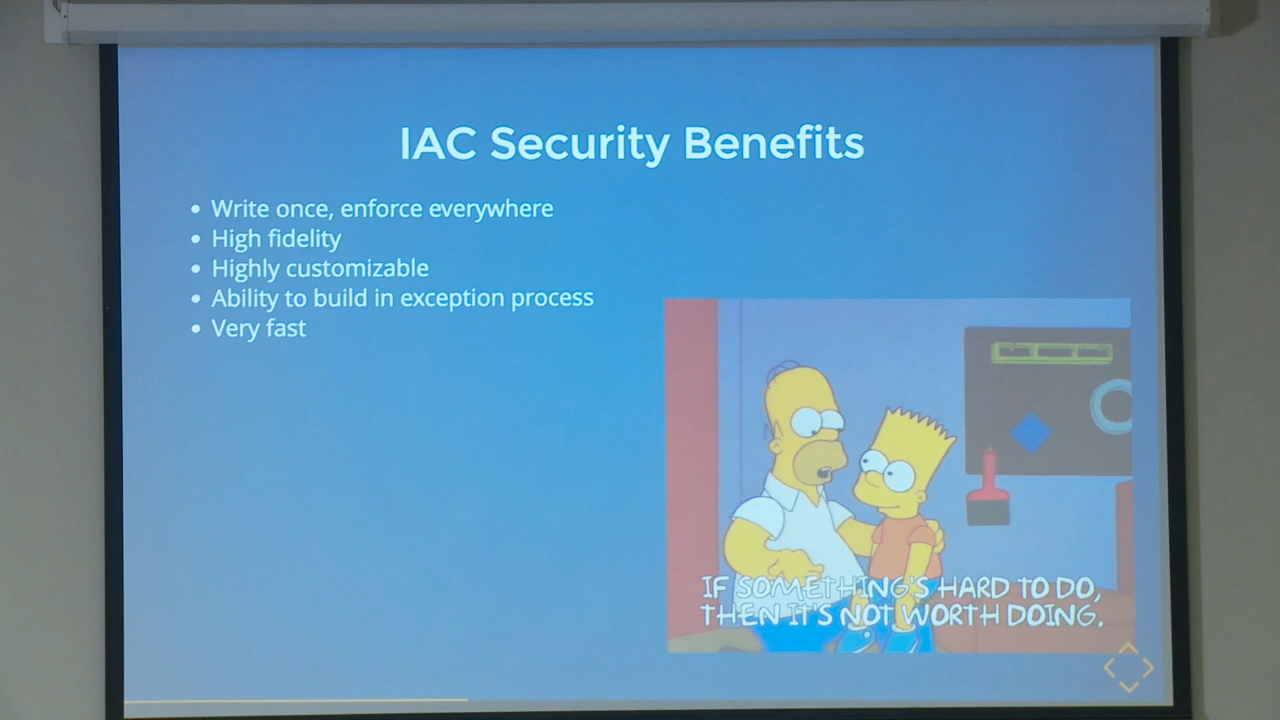 IAC Security Benefits
Write once, enforce everywhere
High fidelity
Highly customizable
Ability to build in exception process
Very fast
IF SOMETHING'S HARD TO DO,
THEN IT'S NOT WORTH DOING.